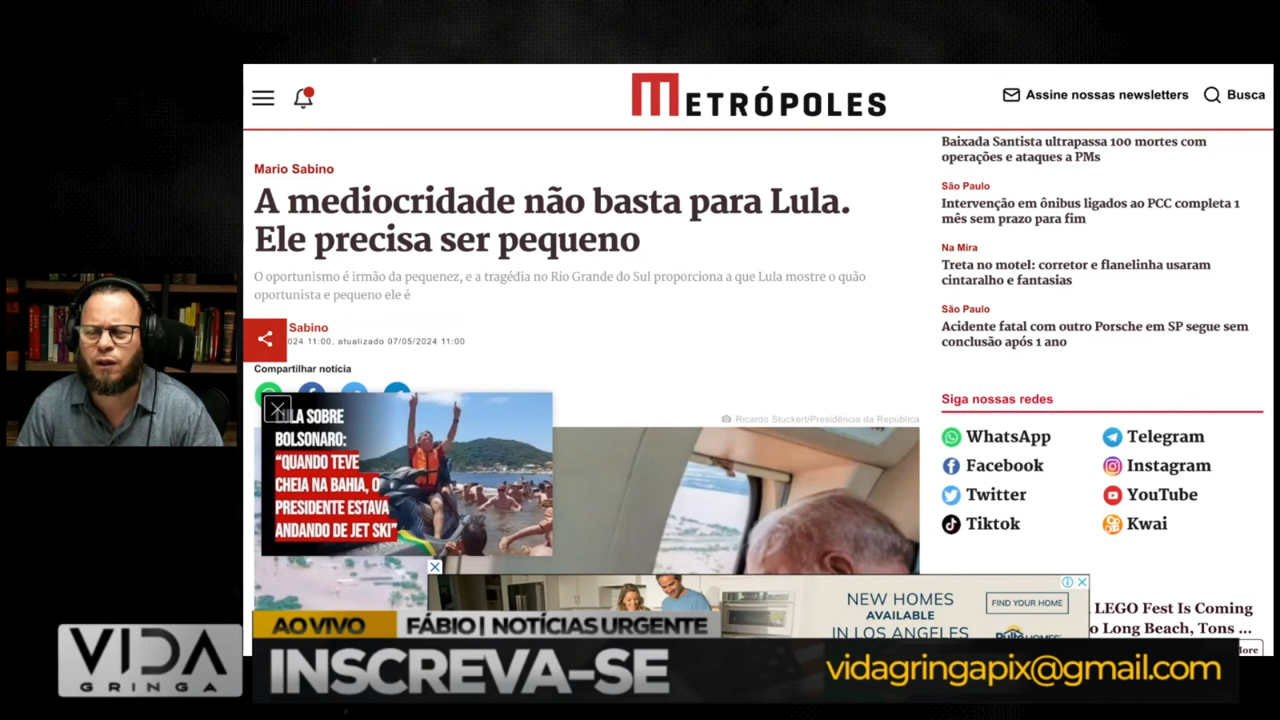 METRÓPOLES
Assine nossas newsletters
Busca
Mario Sabino
A mediocridade não basta para Lula.
Ele precisa ser pequeno
O oportunismo é irmão da pequenez, e a tragédia no Rio Grande do Sul proporciona a que Lula mostre o quão
oportunista e pequeno ele é
Sabino
024 11:00, atualizado 07/05/2024 11:00
Compartilhar notícia
Ricardo Stuckert/Presidência da República
LULA SOBRE
BOLSONARO:
“QUANDO TEVE
CHEIA NA BAHIA, O
PRESIDENTE ESTAVA
ANDANDO DE JET SKI”
Baixada Santista ultrapassa 100 mortes com
operações e ataques a PMs
São Paulo
Intervenção em ônibus ligados ao PCC completa 1
mês sem prazo para fim
Na Mira
Treta no motel: corretor e flanelinha usaram
cintaralho e fantasias
São Paulo
Acidente fatal com outro Porsche em SP segue sem
conclusão após 1 ano
Siga nossas redes
WhatsApp
Telegram
Facebook
Instagram
Twitter
YouTube
Tiktok
Kwai
NEW HOMES
AVAILABLE
IN LOS ANGELES
FIND YOUR HOME
LEGO Fest Is Coming
o Long Beach, Tons ...
AO VIVO
FÁBIO | NOTÍCIAS URGENTE
VIDA
GRINGA
INSCREVA-SE
vidagringapix@gmail.com